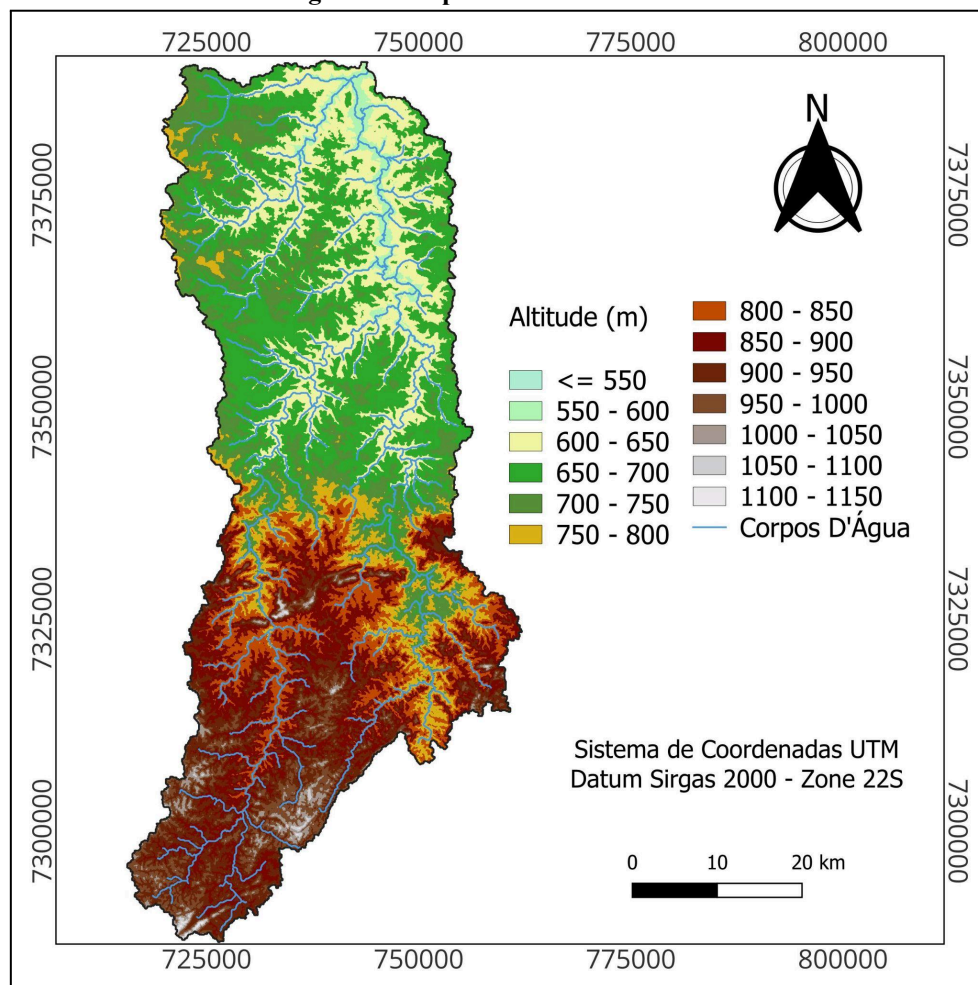 725000 750000 775000 800000
N
7375000 7375000
Altitude (m)
<= 550
550 - 600
600 - 650
650 - 700
700 - 750
750 - 800
800 - 850
850 - 900
900 - 950
950 - 1000
1000 - 1050
1050 - 1100
1100 - 1150
Corpos D'Água
7350000 7350000
7325000 7325000
Sistema de Coordenadas UTM
Datum Sirgas 2000 - Zone 22S
7300000 7300000
0 10 20 km
725000 750000 775000 800000